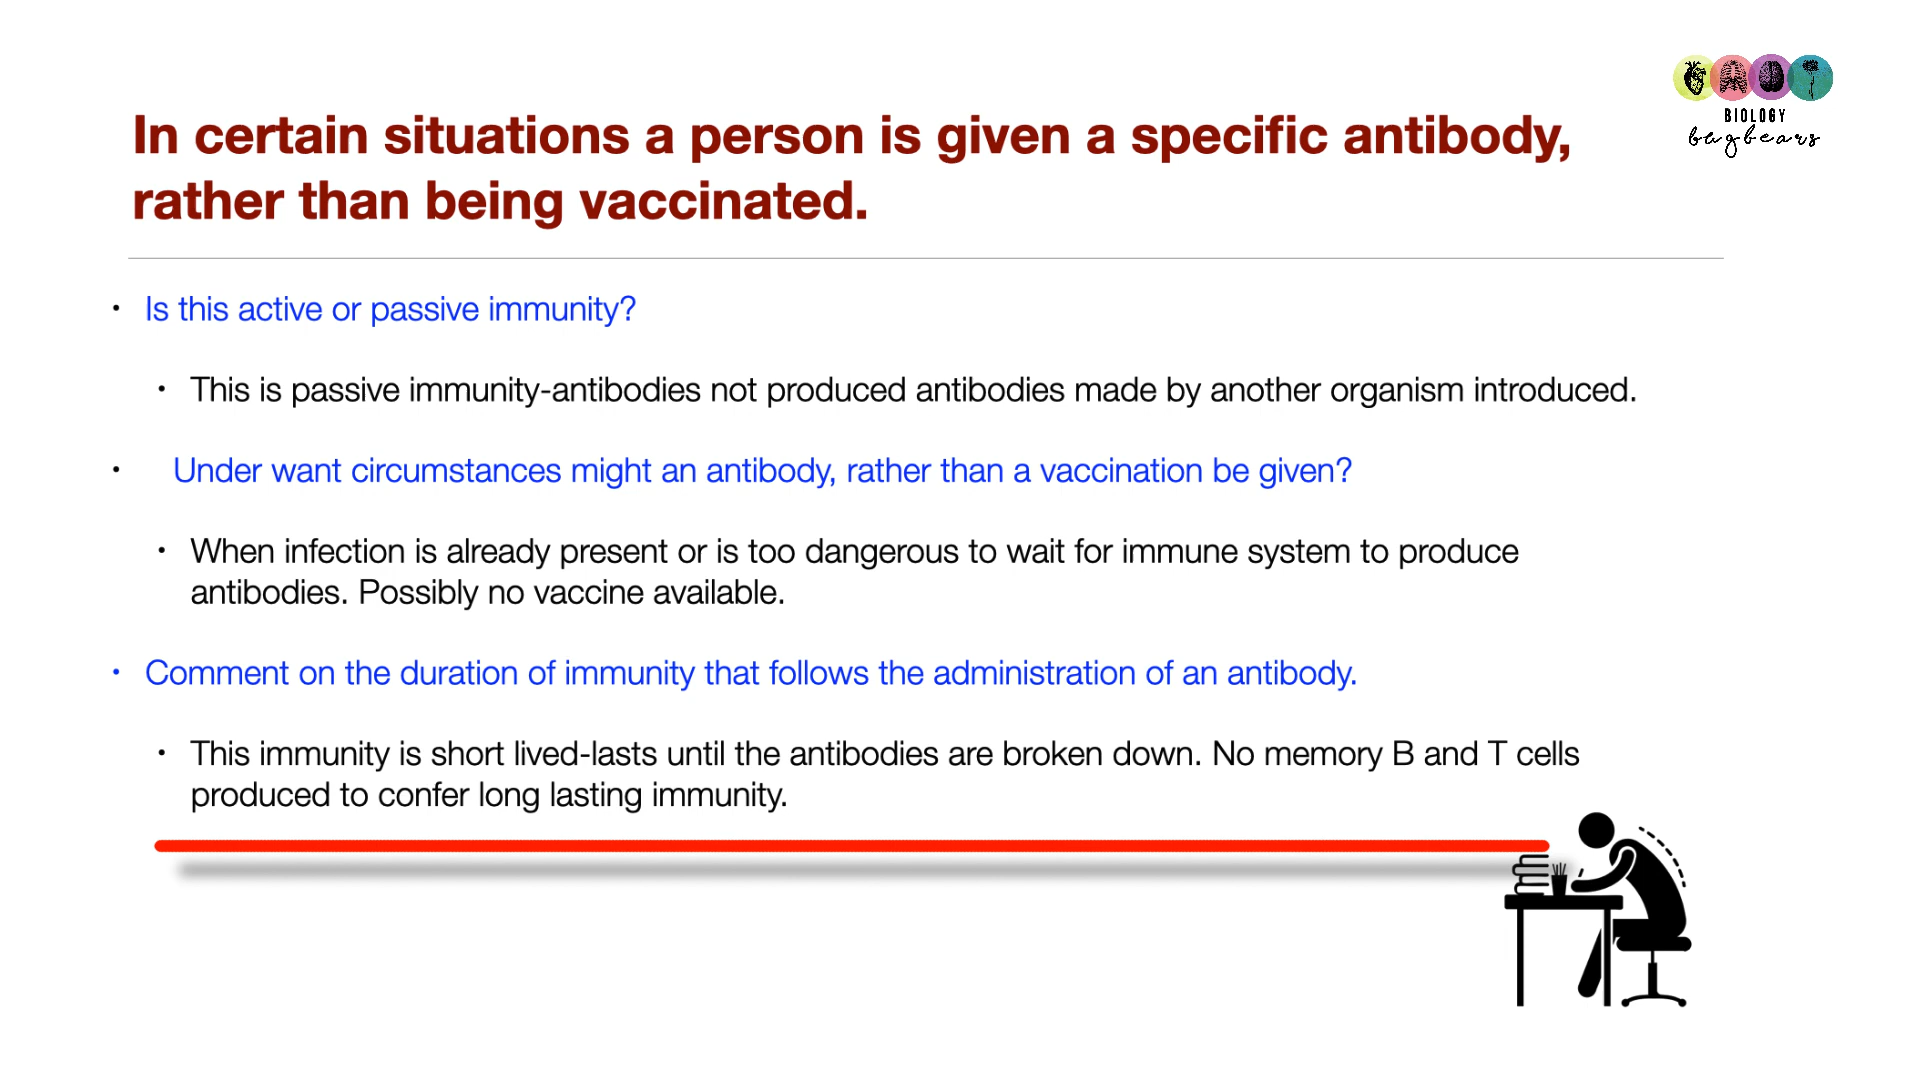 BIOLOGY
bugbears
In certain situations a person is given a specific antibody,
rather than being vaccinated.
• Is this active or passive immunity?
• This is passive immunity-antibodies not produced antibodies made by another organism introduced.
• Under want circumstances might an antibody, rather than a vaccination be given?
• When infection is already present or is too dangerous to wait for immune system to produce
antibodies. Possibly no vaccine available.
• Comment on the duration of immunity that follows the administration of an antibody.
• This immunity is short lived-lasts until the antibodies are broken down. No memory B and T cells
produced to confer long lasting immunity.